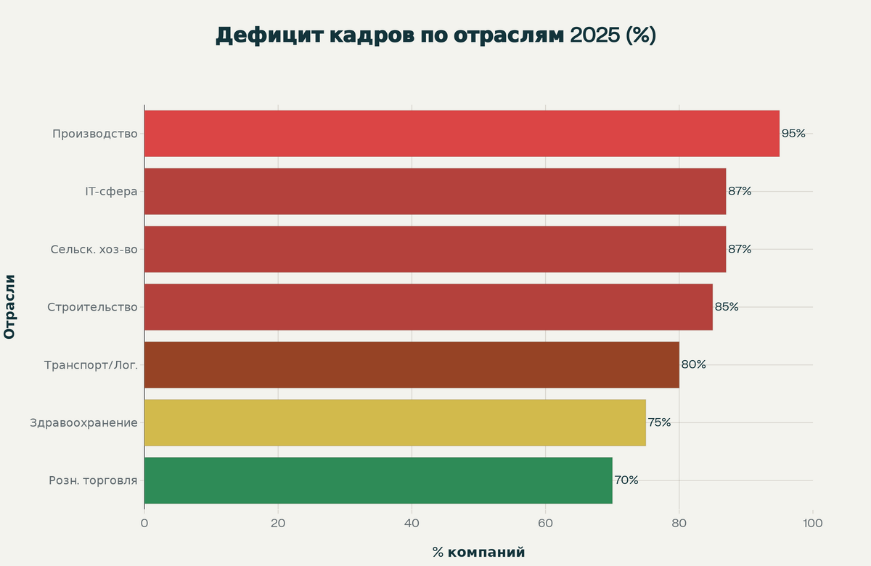 Дефицит кадров по отраслям 2025 (%)
Отрасли
Производство 95%
IT-сфера 87%
Сельск. хоз-во 87%
Строительство 85%
Транспорт/Лог. 80%
Здравоохранение 75%
Розн. торговля 70%
0 20 40 60 80 100
% компаний